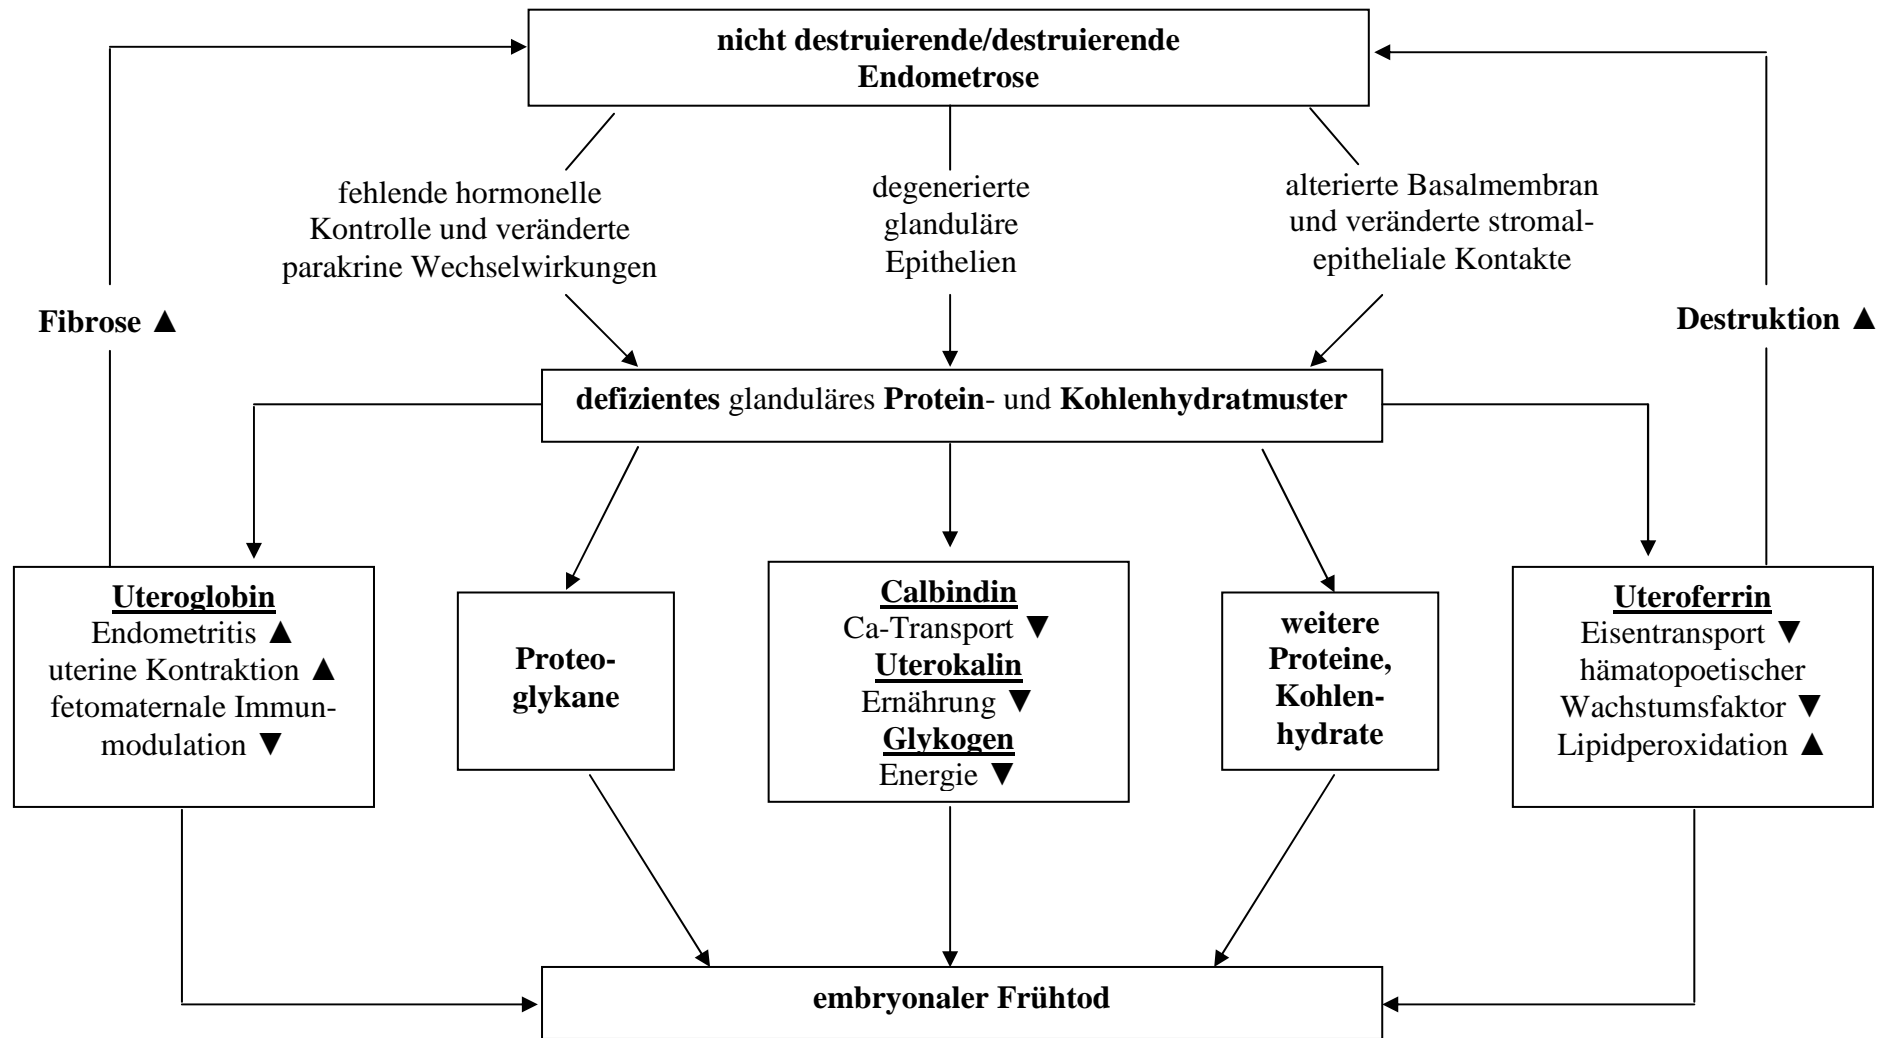 nicht destruierende/destruierende
Endometrose
fehlende hormonelle
Kontrolle und veränderte
parakrine Wechselwirkungen
degenerierte
glanduläre
Epithelien
alterierte Basalmembran
und veränderte stromal-
epitheliale Kontakte
Fibrose ▲
Destruktion ▲
defizientes glanduläres Protein- und Kohlenhydratmuster
Uteroglobin
Endometritis ▲
uterine Kontraktion ▲
fetomaternale Immun-
modulation ▼
Proteo-
glykane
Calbindin
Ca-Transport ▼
Uterokalin
Ernährung ▼
Glykogen
Energie ▼
weitere
Proteine,
Kohlen-
hydrate
Uteroferrin
Eisentransport ▼
hämatopoetischer
Wachstumsfaktor ▼
Lipidperoxidation ▲
embryonaler Frühtod